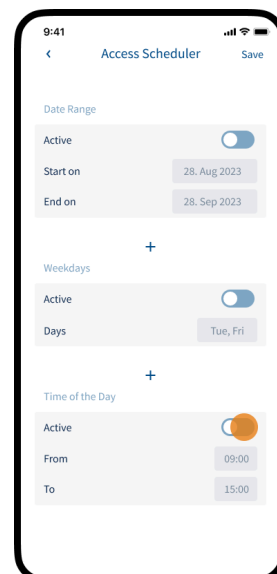 9:41
‹ Access Scheduler Save
Date Range
Active
Start on 28. Aug 2023
End on 28. Sep 2023
+
Weekdays
Active
Days Tue, Fri
+
Time of the Day
Active
From 09:00
To 15:00